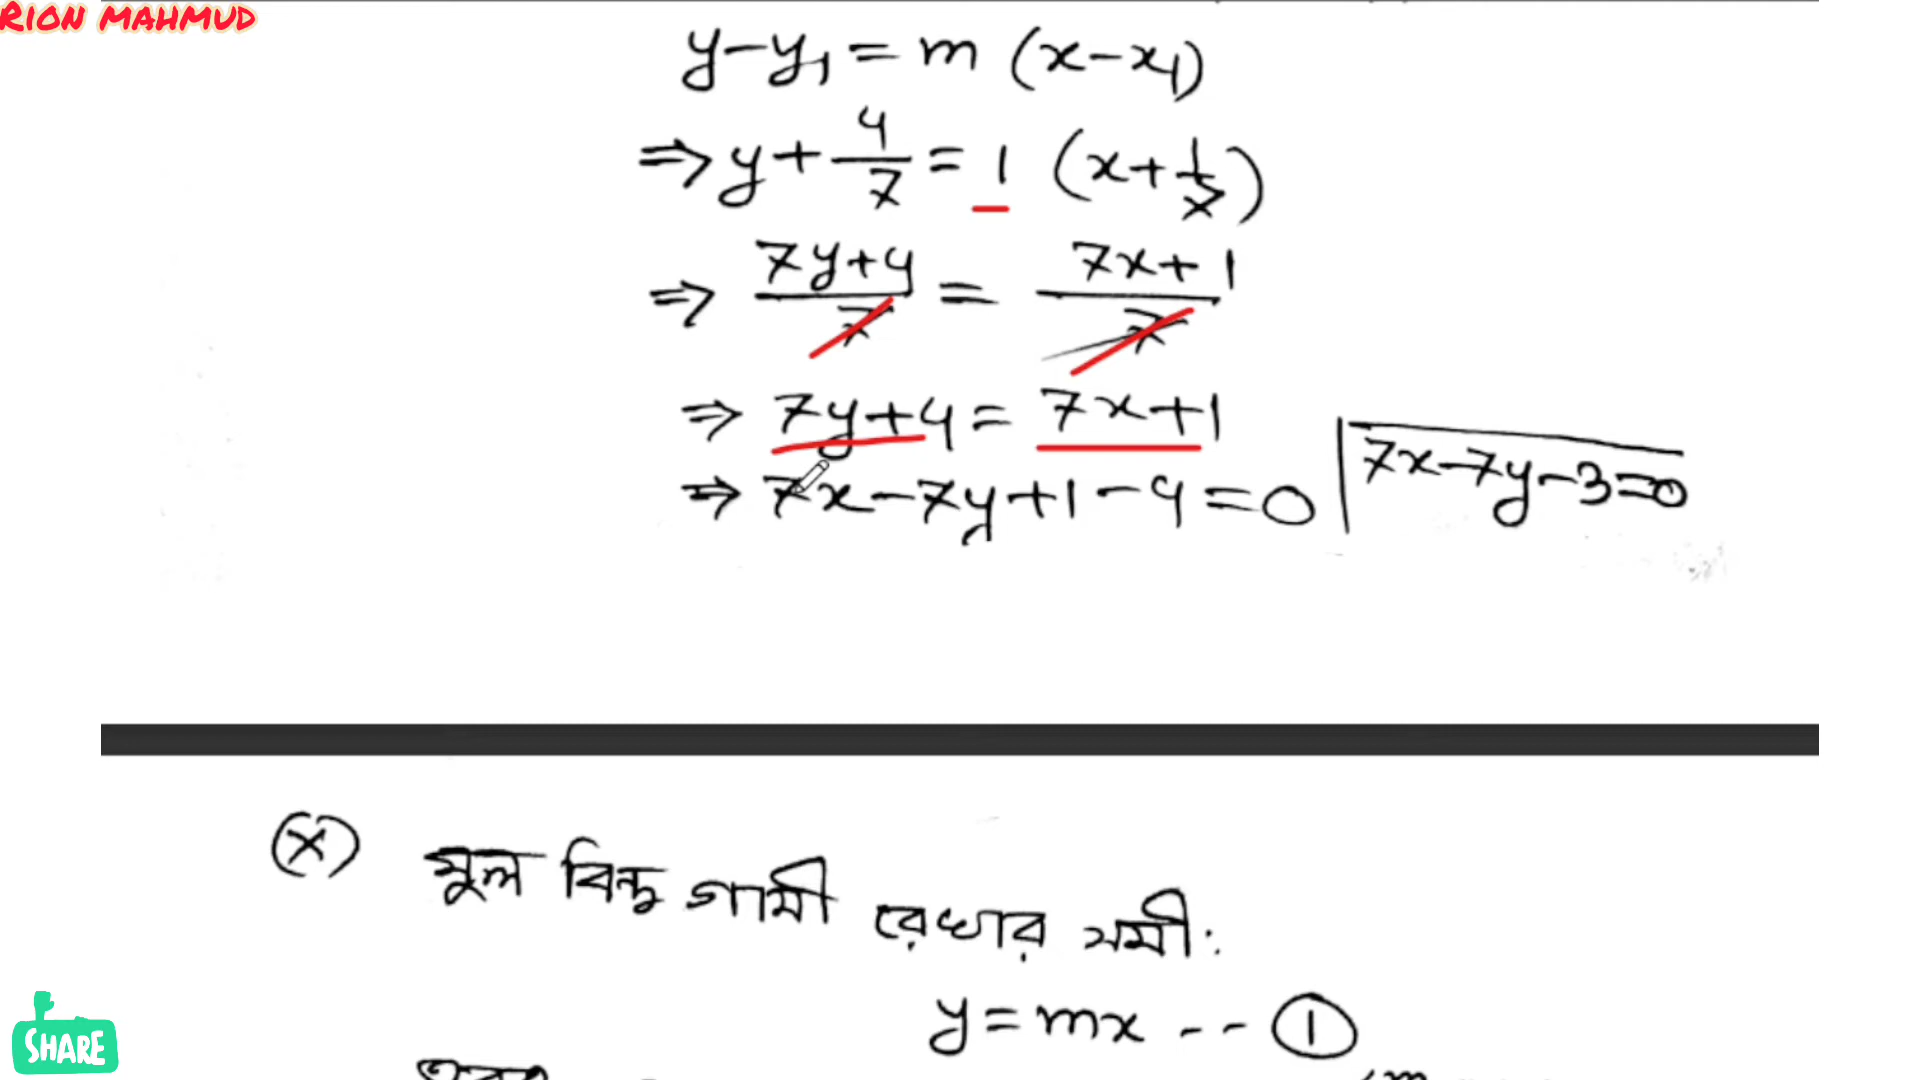 RION MAHMUD
y-y₁ = m (x-x₁)
⇒ y + 4/7 = 1 (x + 1/7)
⇒ (7y+4)/7 = (7x+1)/7
⇒ 7y+4 = 7x+1
⇒ 7x-7y+1-4=0 | 7x-7y-3=0
(x) মূল বিন্দু গামী রেখার সমী:
y = mx -- ①
SHARE